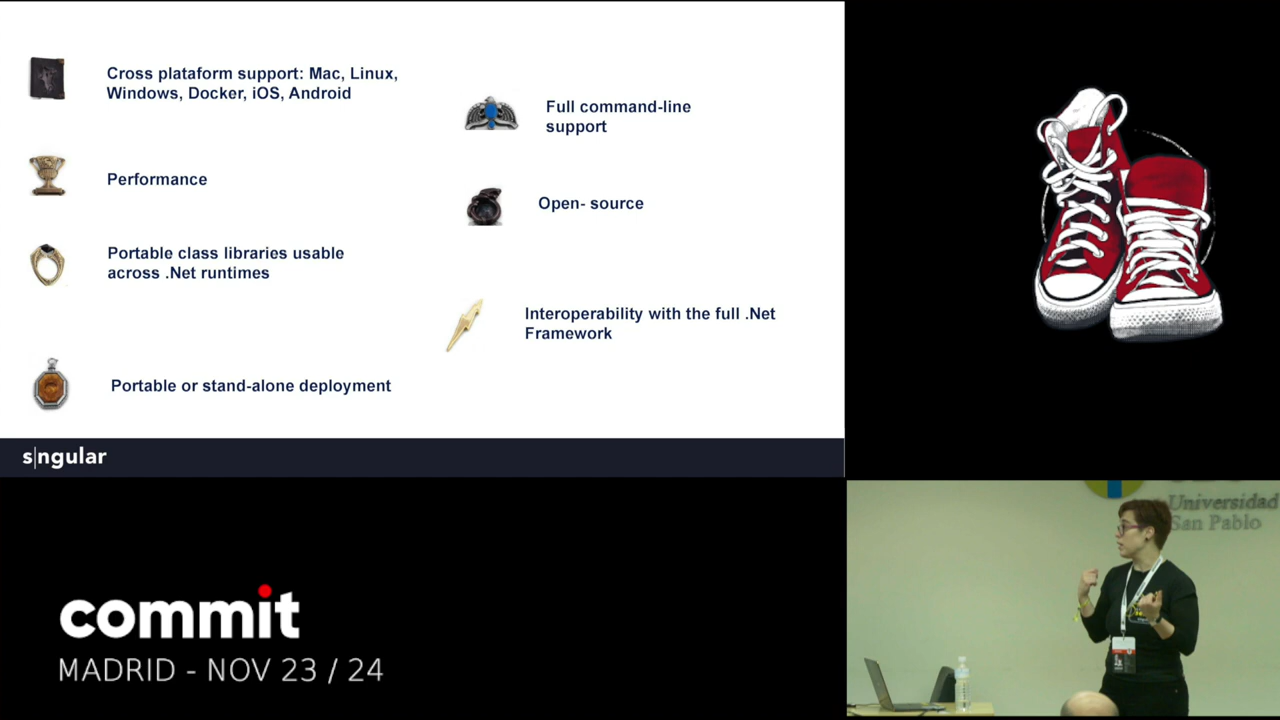 Cross plataform support: Mac, Linux,
Windows, Docker, iOS, Android
Performance
Portable class libraries usable
across .Net runtimes
Portable or stand-alone deployment
Full command-line
support
Open- source
Interoperability with the full .Net
Framework
s|ngular
commit
MADRID - NOV 23 / 24
Universidad
San Pablo